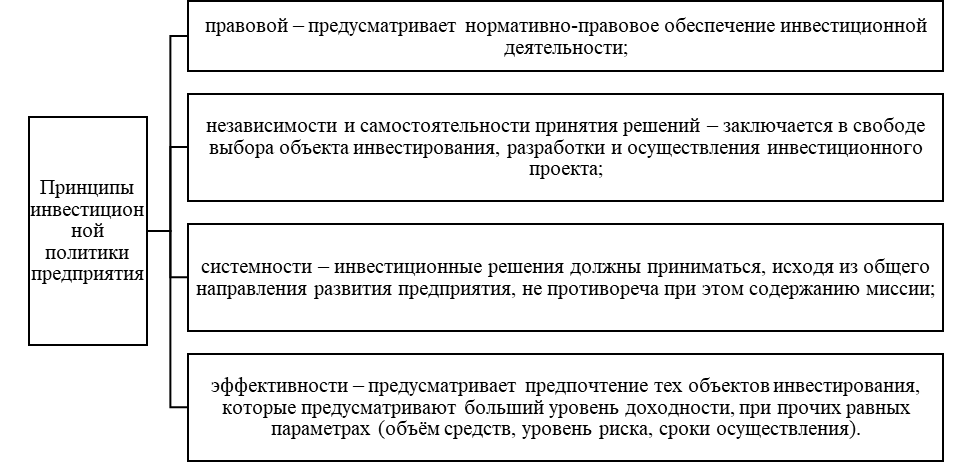 Принципы
инвестицион
ной
политики
предприятия
правовой – предусматривает нормативно-правовое обеспечение инвестиционной
деятельности;
независимости и самостоятельности принятия решений – заключается в свободе
выбора объекта инвестирования, разработки и осуществления инвестиционного
проекта;
системности – инвестиционные решения должны приниматься, исходя из общего
направления развития предприятия, не противореча при этом содержанию миссии;
эффективности – предусматривает предпочтение тех объектов инвестирования,
которые предусматривают больший уровень доходности, при прочих равных
параметрах (объём средств, уровень риска, сроки осуществления).